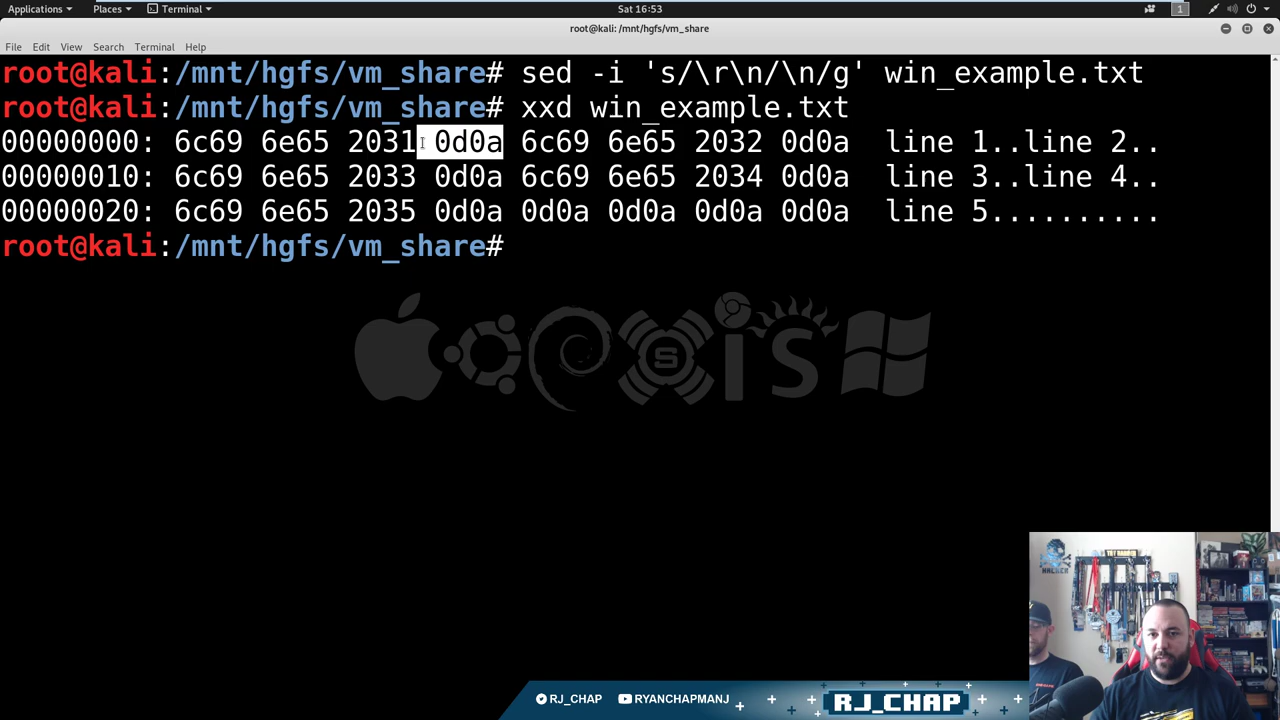 Applications Places Terminal Sat 16:53 1
root@kali: /mnt/hgfs/vm_share
File Edit View Search Terminal Help
root@kali:/mnt/hgfs/vm_share# sed -i 's/\r\n/\n/g' win_example.txt
root@kali:/mnt/hgfs/vm_share# xxd win_example.txt
00000000: 6c69 6e65 2031 0d0a 6c69 6e65 2032 0d0a line 1..line 2..
00000010: 6c69 6e65 2033 0d0a 6c69 6e65 2034 0d0a line 3..line 4..
00000020: 6c69 6e65 2035 0d0a 0d0a 0d0a 0d0a 0d0a line 5..........
root@kali:/mnt/hgfs/vm_share#
RJ_CHAP RYANCHAPMANJ RJ_CHAP